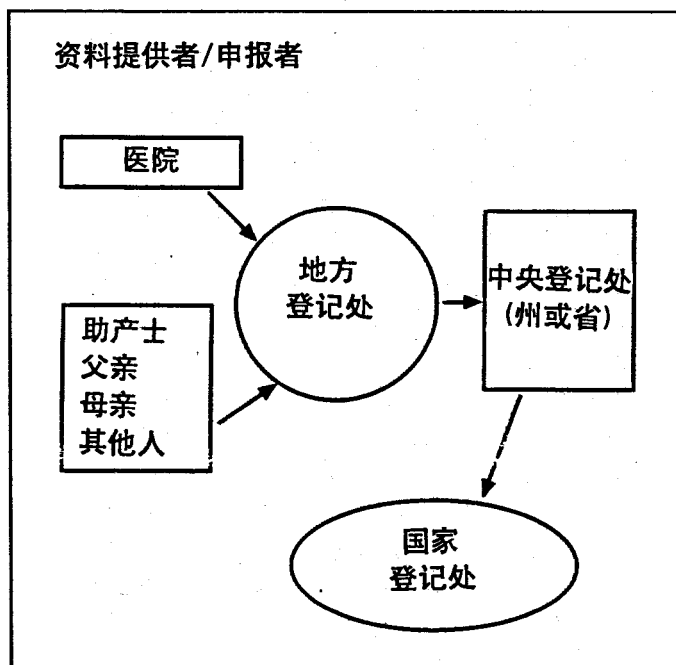 资料提供者/申报者
医院
地方
登记处
中央登记处
(州或省)
助产士
父亲
母亲
其他人
国家
登记处